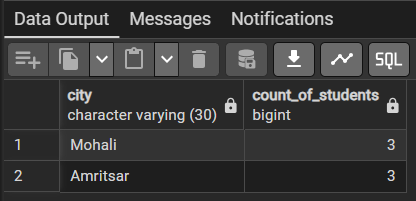 Data Output Messages Notifications
SQL
city count_of_students
character varying (30) bigint
1 Mohali 3
2 Amritsar 3